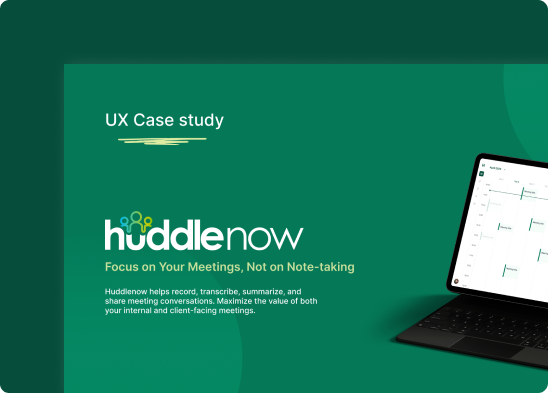 UX Case study
huddlenow
Focus on Your Meetings, Not on Note-taking
Huddlenow helps record, transcribe, summarize, and
share meeting conversations. Maximize the value of both
your internal and client-facing meetings.